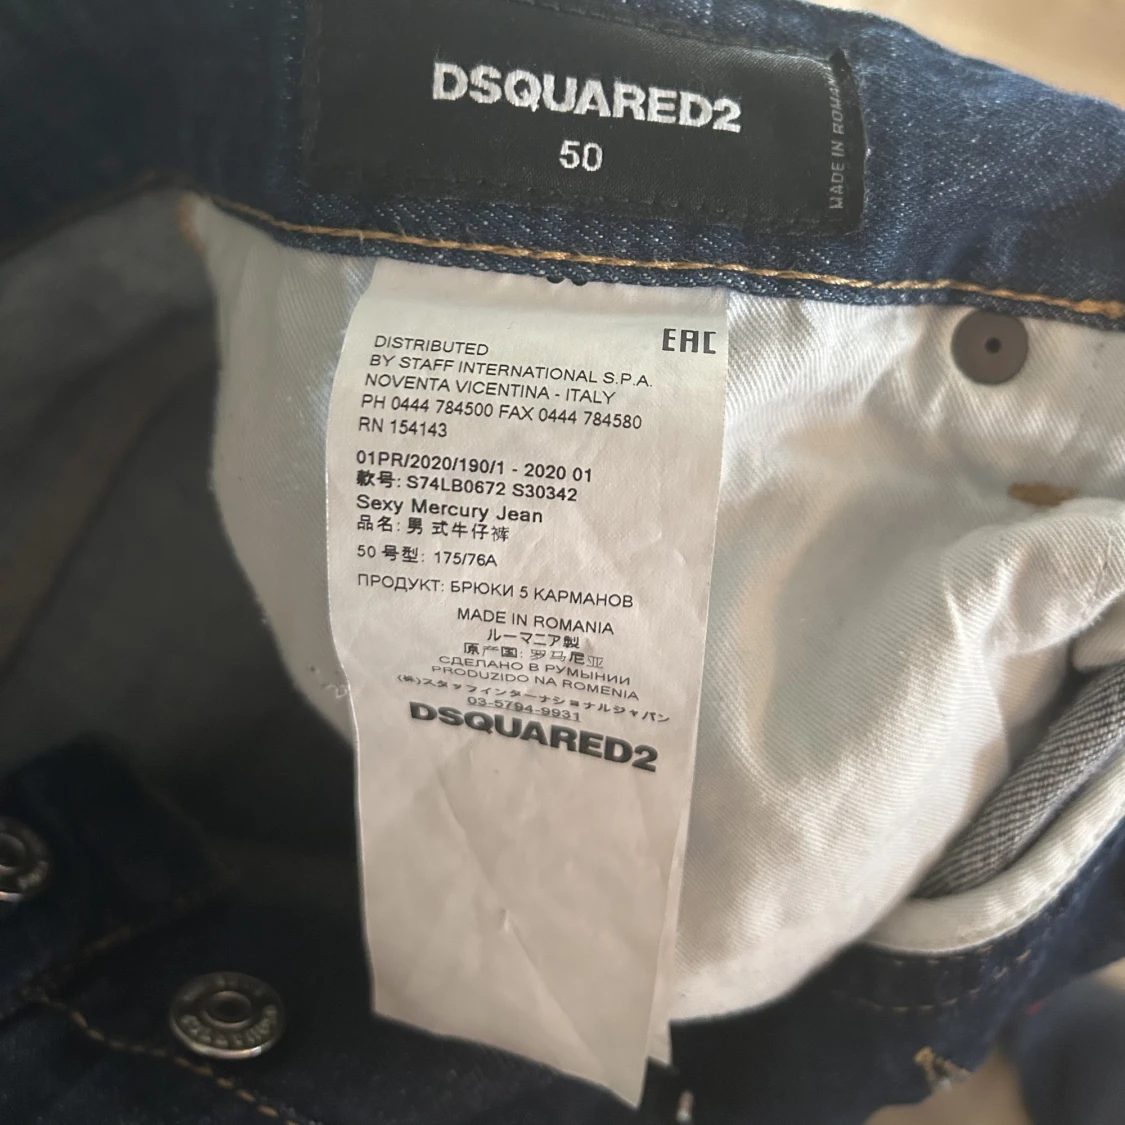 DSQUARED2
50
MADE IN ROMANIA
EAC
DISTRIBUTED
BY STAFF INTERNATIONAL S.P.A.
NOVENTA VICENTINA - ITALY
PH 0444 784500 FAX 0444 784580
RN 154143
01PR/2020/190/1 - 2020 01
款号: S74LB0672 S30342
Sexy Mercury Jean
品名: 男 式牛仔裤
50 号型: 175/76A
ПРОДУКТ: БРЮКИ 5 КАРМАНОВ
MADE IN ROMANIA
ルーマニア製
原产国: 罗马尼亚
СДЕЛАНО В РУМЫНИИ
PRODUZIDO NA ROMENIA
(株)スタッフインターナショナルジャパン
03-5794-9931
DSQUARED2